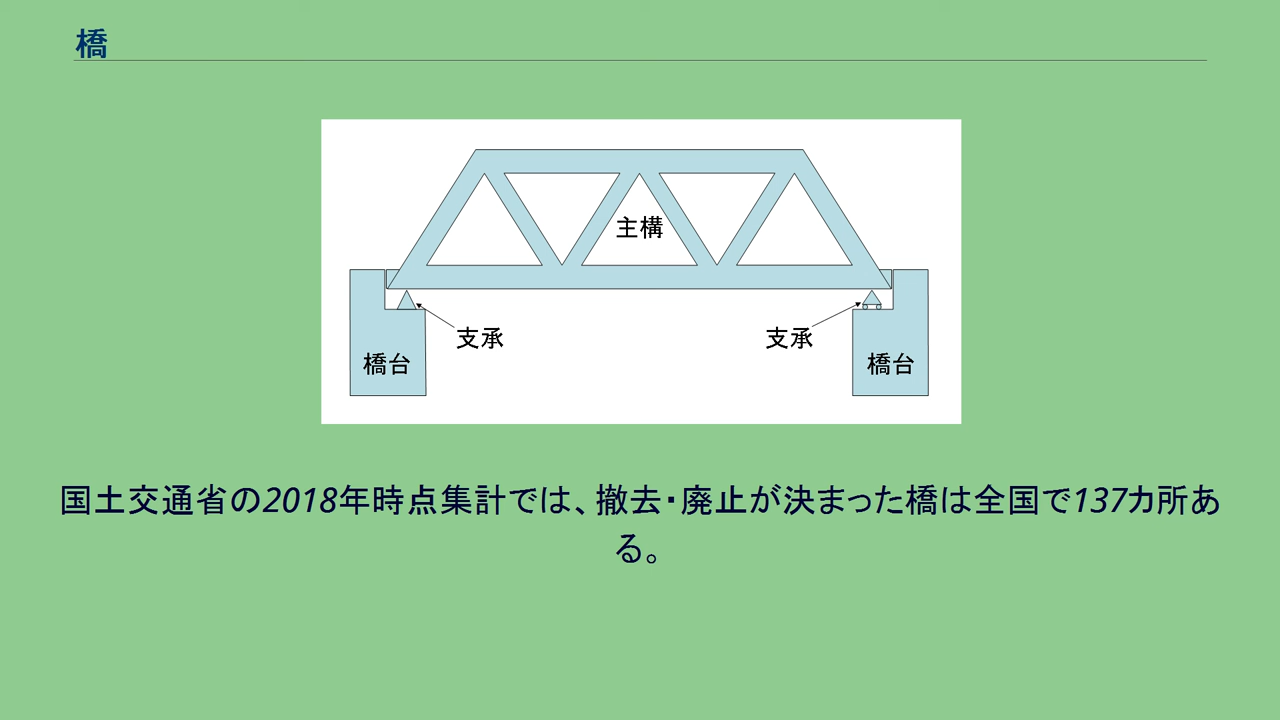 橋
主構
支承
支承
橋台
橋台
国土交通省の2018年時点集計では、撤去・廃止が決まった橋は全国で137カ所あ
る。